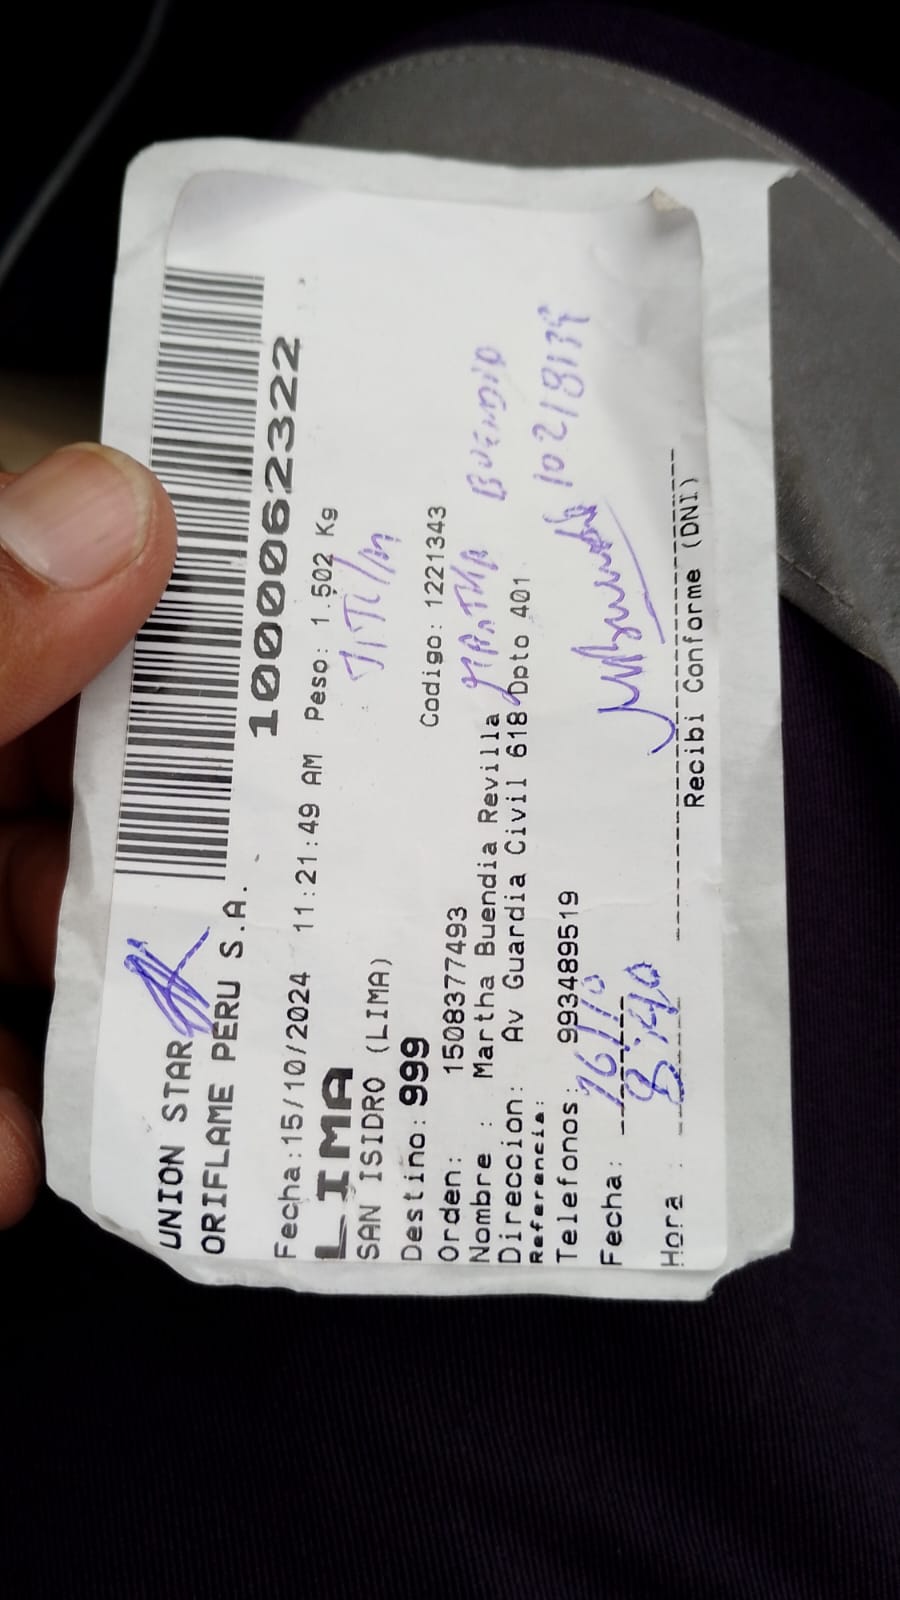 UNION STAR
ORIFLAME PERU S.A.
1000062322
Fecha:15/10/2024 11:21:49 AM Peso: 1.502 Kg
LIMA
SAN ISIDRO (LIMA)
Destino: 999
Orden: 1508377493 Codigo: 1221343
Nombre : Martha Buendia Revilla
MARTHA BUENDIA
Direccion: Av Guardia Civil 618 Dpto 401
Referencia:
Telefonos: 993489519
Fecha: 16/10
Hora : 8:40
Recibi Conforme (DNI)